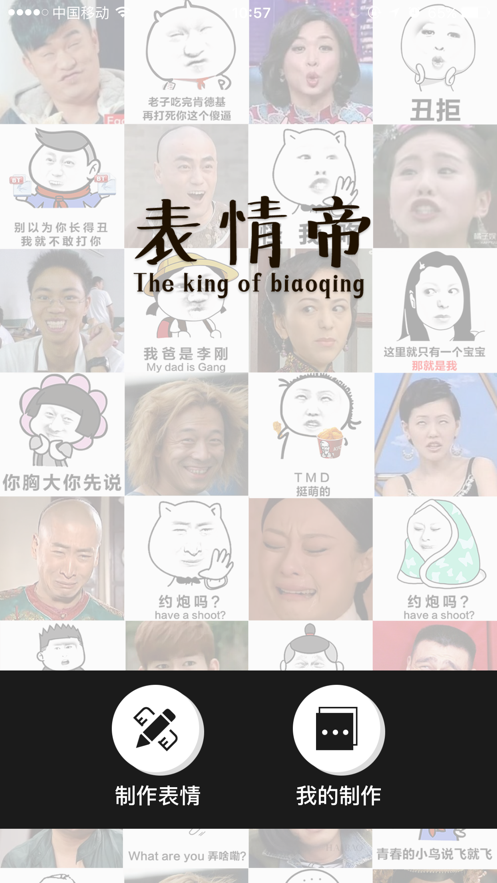 中国移动
:57
老子吃完肯德基
再打死你这个傻逼
丑拒
别以为你长得丑
我就不敢打你
表情帝
The king of biaoqing
我爸是李刚
My dad is Gang
这里就只有一个宝宝
那就是我
你胸大你先说
TMD
挺萌的
约炮吗?
have a shoot?
约炮吗?
have a shoot?
制作表情
我的制作
What are you 弄啥嘞?
青春的小鸟说飞就飞